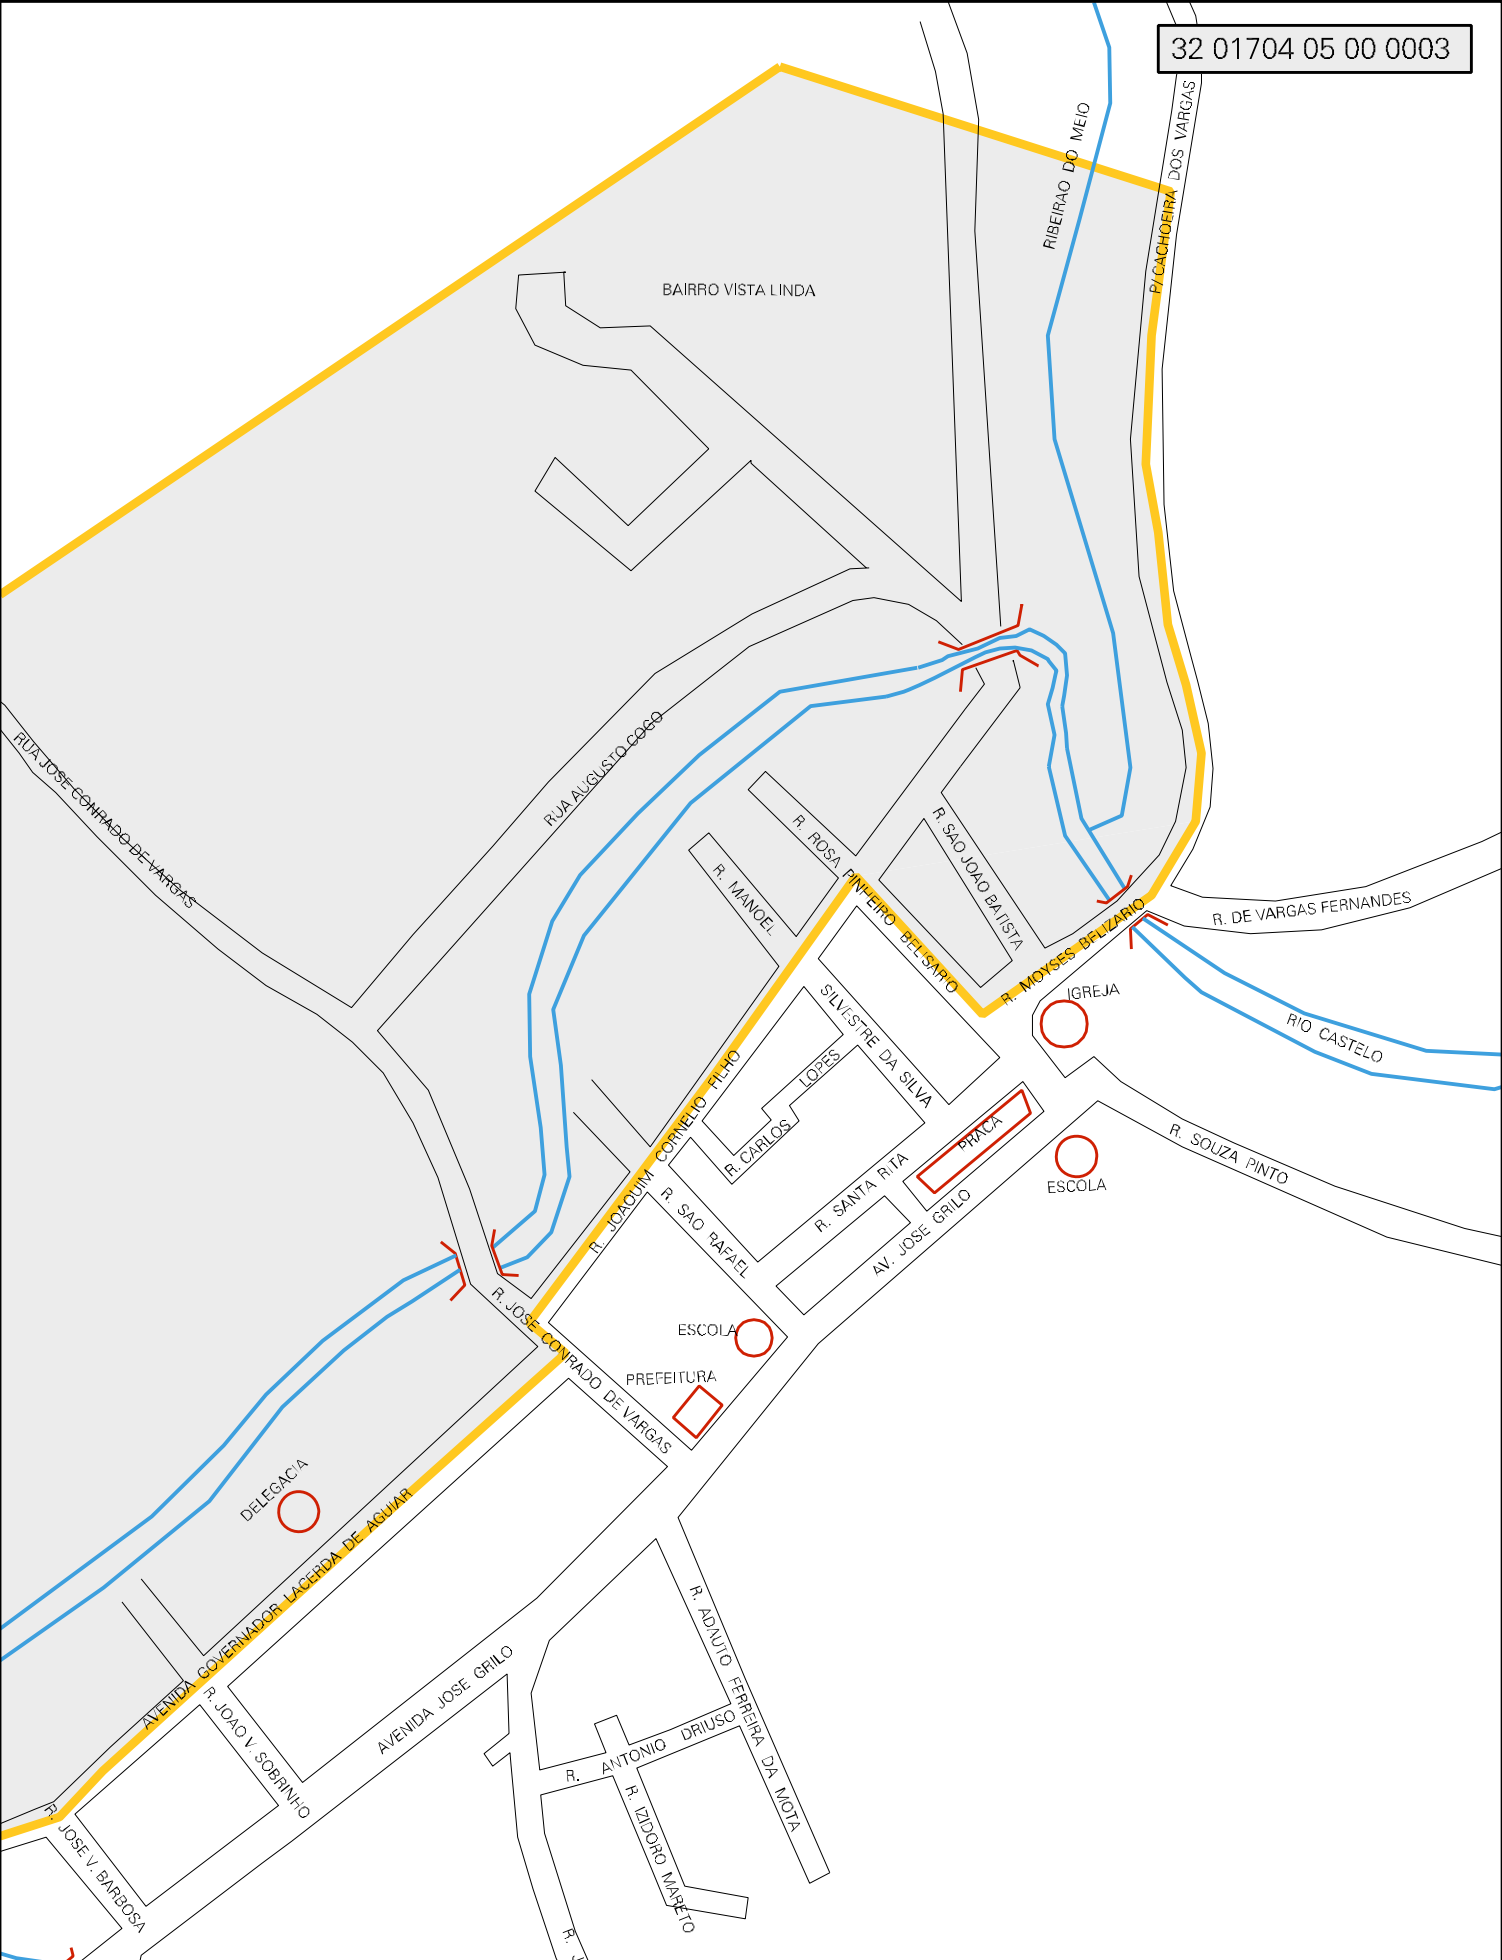 32 01704 05 00 0003
RIBEIRAO DO MEIO
P/ CACHOEIRA DOS VARGAS
BAIRRO VISTA LINDA
RUA AUGUSTO COGO
RUA JOSE CONRADO DE VARGAS
R. ROSA PINHEIRO BELISARIO
R. SAO JOAO BATISTA
R. MANOEL
R. DE VARGAS FERNANDES
R. MOYSES BELIZARIO
IGREJA
SILVESTRE DA SILVA
RIO CASTELO
LOPES
R. CARLOS
R. JOAQUIM CORNELIO FILHO
PRACA
R. SOUZA PINTO
ESCOLA
R. SANTA RITA
R. SAO RAFAEL
AV. JOSE GRILO
R. JOSE CONRADO DE VARGAS
ESCOLA
PREFEITURA
DELEGACIA
AVENIDA GOVERNADOR LACERDA DE AGUIAR
R. ADAUTO FERREIRA DA MOTA
AVENIDA JOSE GRILO
R. JOAO V. SOBRINHO
R. ANTONIO DRIUSO
R. IZIDORO MARETO
R. JOSE V. BARBOSA
R. J